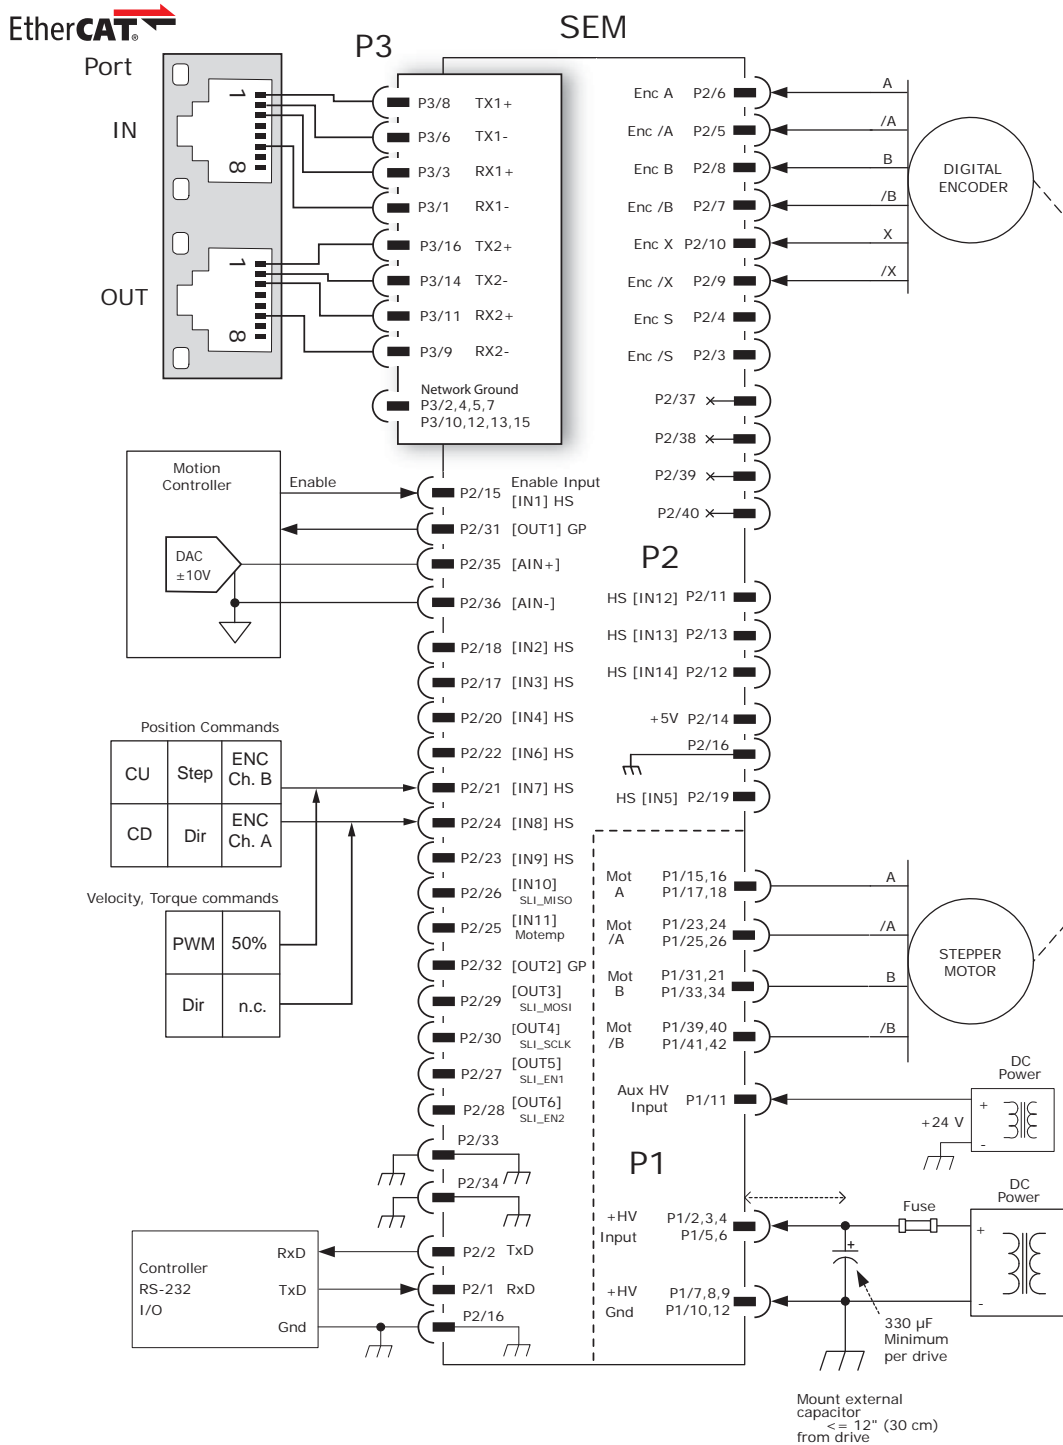 EtherCAT®
Port
IN
1
8
OUT
1
8
P3
SEM
P3/8 TX1+
P3/6 TX1-
P3/3 RX1+
P3/1 RX1-
P3/16 TX2+
P3/14 TX2-
P3/11 RX2+
P3/9 RX2-
Network Ground
P3/2,4,5,7
P3/10,12,13,15
Enc A P2/6 A
Enc /A P2/5 /A
Enc B P2/8 B
Enc /B P2/7 /B
Enc X P2/10 X
Enc /X P2/9 /X
Enc S P2/4
Enc /S P2/3
DIGITAL
ENCODER
P2/37
P2/38
P2/39
P2/40
P2
Motion
Controller
Enable
DAC
±10V
P2/15 Enable Input
[IN1] HS
P2/31 [OUT1] GP
P2/35 [AIN+]
P2/36 [AIN-]
P2/18 [IN2] HS
P2/17 [IN3] HS
P2/20 [IN4] HS
P2/22 [IN6] HS
P2/21 [IN7] HS
P2/24 [IN8] HS
P2/23 [IN9] HS
P2/26 [IN10]
SLI_MISO
P2/25 [IN11]
Motemp
P2/32 [OUT2] GP
P2/29 [OUT3]
SLI_MOSI
P2/30 [OUT4]
SLI_SCLK
P2/27 [OUT5]
SLI_EN1
P2/28 [OUT6]
SLI_EN2
P2/33
P2/34
P2/2 TxD
P2/1 RxD
P2/16
Position Commands
CU Step ENC
Ch. B
CD Dir ENC
Ch. A
Velocity, Torque commands
PWM 50%
Dir n.c.
Controller
RS-232
I/O
RxD
TxD
Gnd
HS [IN12] P2/11
HS [IN13] P2/13
HS [IN14] P2/12
+5V P2/14
P2/16
HS [IN5] P2/19
Mot
A
P1/15,16
P1/17,18
A
Mot
/A
P1/23,24
P1/25,26
/A
Mot
B
P1/31,21
P1/33,34
B
Mot
/B
P1/39,40
P1/41,42
/B
STEPPER
MOTOR
Aux HV
Input
P1/11
DC
Power
+24 V
+
-
P1
+HV
Input
P1/2,3,4
P1/5,6
Fuse
DC
Power
+
-
+
+HV
Gnd
P1/7,8,9
P1/10,12
330 µF
Minimum
per drive
Mount external
capacitor
<= 12" (30 cm)
from drive